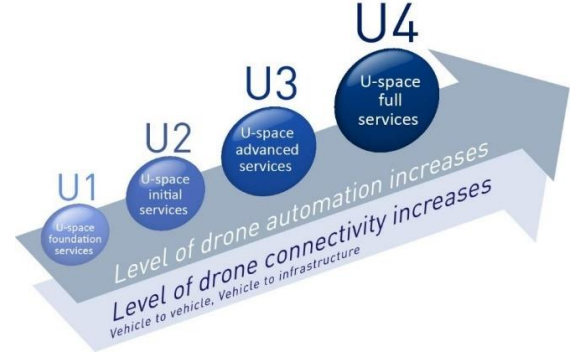 U1
U-space
foundation
services
U2
U-space
initial
services
U3
U-space
advanced
services
U4
U-space
full
services
Level of drone automation increases
Level of drone connectivity increases
Vehicle to vehicle, Vehicle to infrastructure